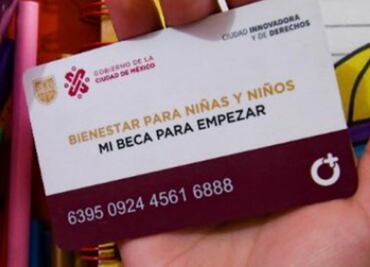 GOBIERNO DE LA
CIUDAD DE MÉXICO
CIUDAD INNOVADORA
Y DE DERECHOS
BIENESTAR PARA NIÑAS Y NIÑOS
MI BECA PARA EMPEZAR
6395 0924 4561 6888